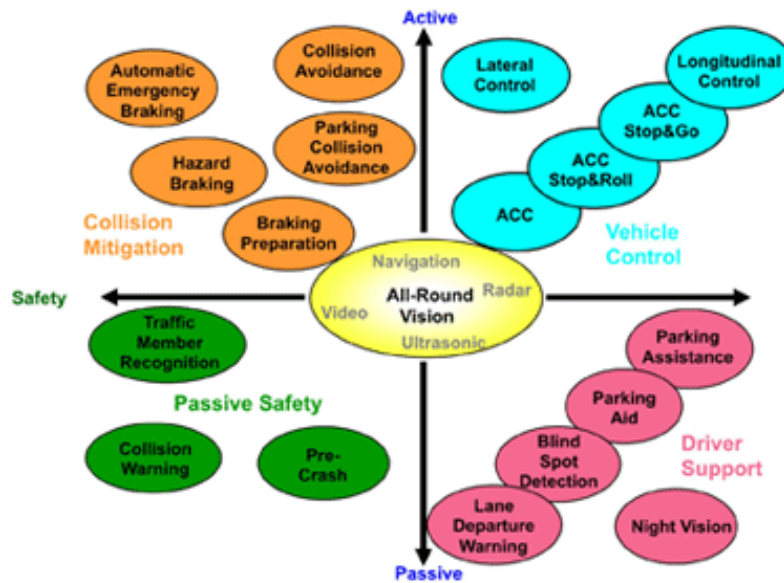 Active
Collision
Avoidance
Automatic
Emergency
Braking
Parking
Collision
Avoidance
Hazard
Braking
Braking
Preparation
Collision
Mitigation
Lateral
Control
Longitudinal
Control
ACC
Stop&Go
ACC
Stop&Roll
ACC
Vehicle
Control
Safety
Navigation
All-Round
Vision
Radar
Video
Ultrasonic
Traffic
Member
Recognition
Passive Safety
Collision
Warning
Pre-
Crash
Parking
Assistance
Parking
Aid
Blind
Spot
Detection
Driver
Support
Lane
Departure
Warning
Night Vision
Passive